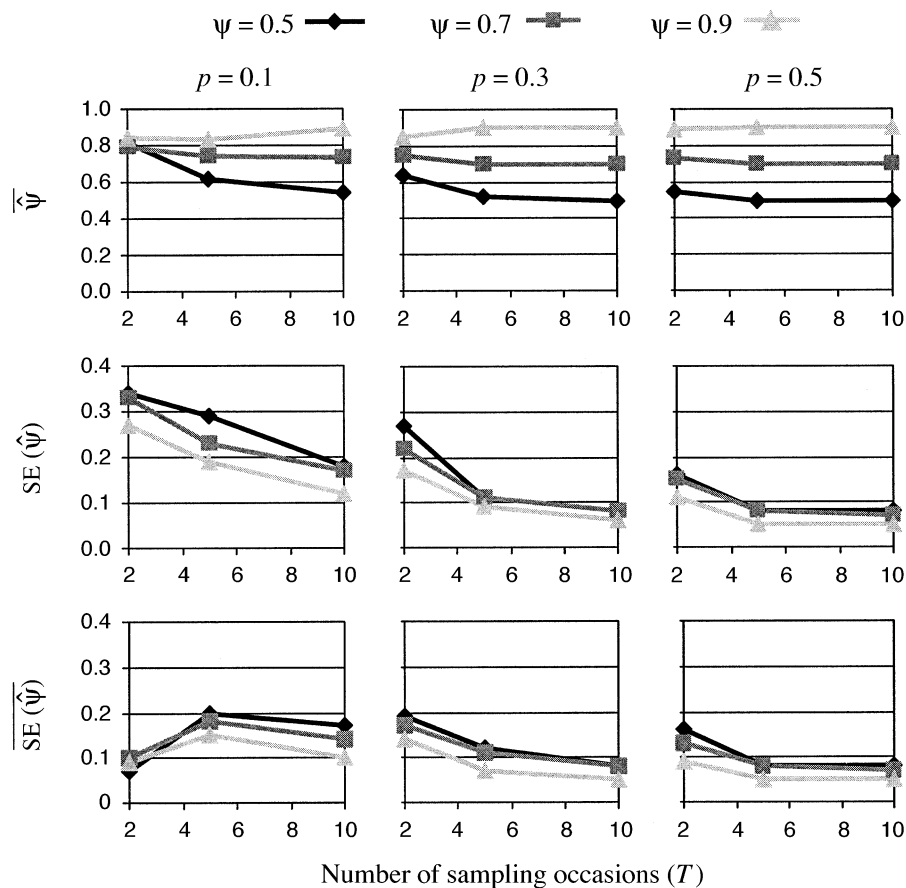 ψ = 0.5 ψ = 0.7 ψ = 0.9
p = 0.1 p = 0.3 p = 0.5
1.0
0.8
0.6
0.4
0.2
0.0
ψ̂
2 4 6 8 10 2 4 6 8 10 2 4 6 8 10
0.4
0.3
0.2
0.1
0.0
SE (ψ̂)
2 4 6 8 10 2 4 6 8 10 2 4 6 8 10
0.4
0.3
0.2
0.1
0
SE (ψ̂)
2 4 6 8 10 2 4 6 8 10 2 4 6 8 10
Number of sampling occasions (T)